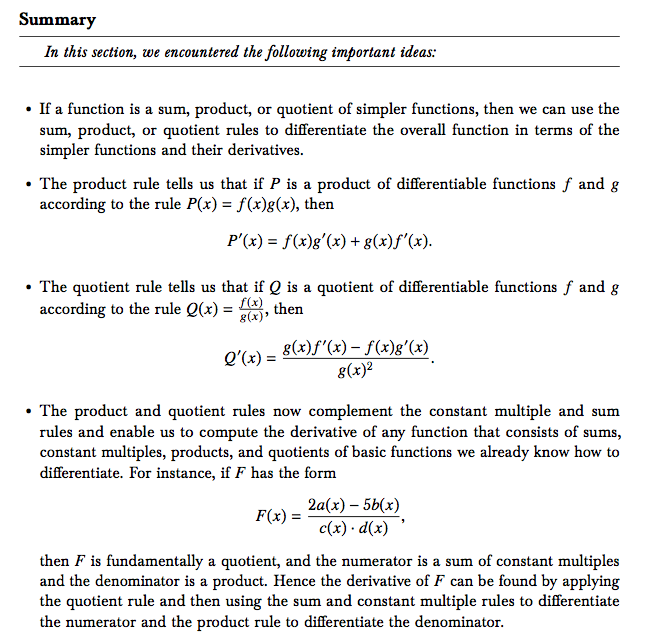 Summary
In this section, we encountered the following important ideas:
• If a function is a sum, product, or quotient of simpler functions, then we can use the
sum, product, or quotient rules to differentiate the overall function in terms of the
simpler functions and their derivatives.
• The product rule tells us that if P is a product of differentiable functions f and g
according to the rule P(x) = f(x)g(x), then
P′(x) = f(x)g′(x) + g(x)f′(x).
• The quotient rule tells us that if Q is a quotient of differentiable functions f and g
according to the rule Q(x) = f(x)/g(x), then
Q′(x) = g(x)f′(x) − f(x)g′(x) / g(x)².
• The product and quotient rules now complement the constant multiple and sum
rules and enable us to compute the derivative of any function that consists of sums,
constant multiples, products, and quotients of basic functions we already know how to
differentiate. For instance, if F has the form
F(x) = 2a(x) − 5b(x) / c(x) · d(x),
then F is fundamentally a quotient, and the numerator is a sum of constant multiples
and the denominator is a product. Hence the derivative of F can be found by applying
the quotient rule and then using the sum and constant multiple rules to differentiate
the numerator and the product rule to differentiate the denominator.